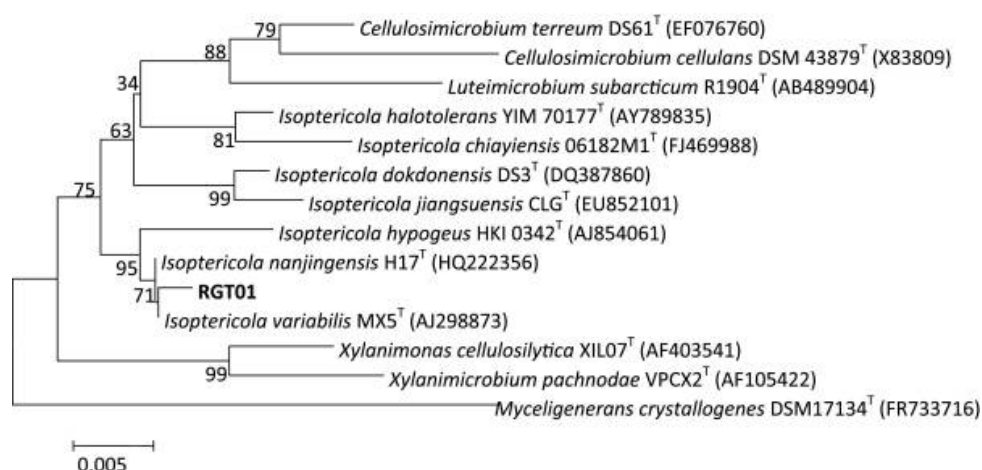 79
Cellulosimicrobium terreum DS61ᵀ (EF076760)
88
Cellulosimicrobium cellulans DSM 43879ᵀ (X83809)
34
Luteimicrobium subarcticum R1904ᵀ (AB489904)
Isoptericola halotolerans YIM 70177ᵀ (AY789835)
63
81
Isoptericola chiayiensis 06182M1ᵀ (FJ469988)
Isoptericola dokdonensis DS3ᵀ (DQ387860)
75
99
Isoptericola jiangsuensis CLGᵀ (EU852101)
Isoptericola hypogeus HKI 0342ᵀ (AJ854061)
95
Isoptericola nanjingensis H17ᵀ (HQ222356)
71
RGT01
Isoptericola variabilis MX5ᵀ (AJ298873)
Xylanimonas cellulosilytica XIL07ᵀ (AF403541)
99
Xylanimicrobium pachnodae VPCX2ᵀ (AF105422)
Myceligenerans crystallogenes DSM17134ᵀ (FR733716)
0.005